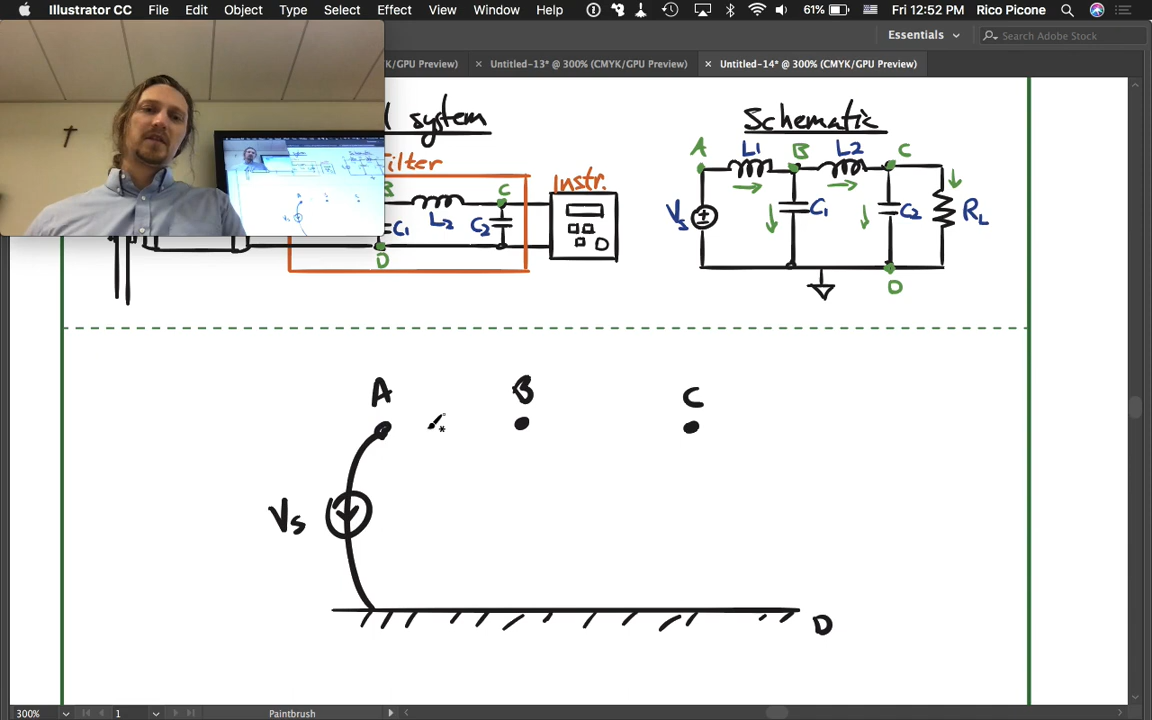 Illustrator CC File Edit Object Type Select Effect View Window Help 61% Fri 12:52 PM Rico Picone
Essentials Search Adobe Stock
K/GPU Preview) × Untitled-13* @ 300% (CMYK/GPU Preview) × Untitled-14* @ 300% (CMYK/GPU Preview)
system
Schematic
Filter
Instr.
B
L2
C
C1
C2
D
A
L1
B
L2
C
Vs
±
C1
C2
RL
D
A
B
C
Vs
D
300% 1 Paintbrush